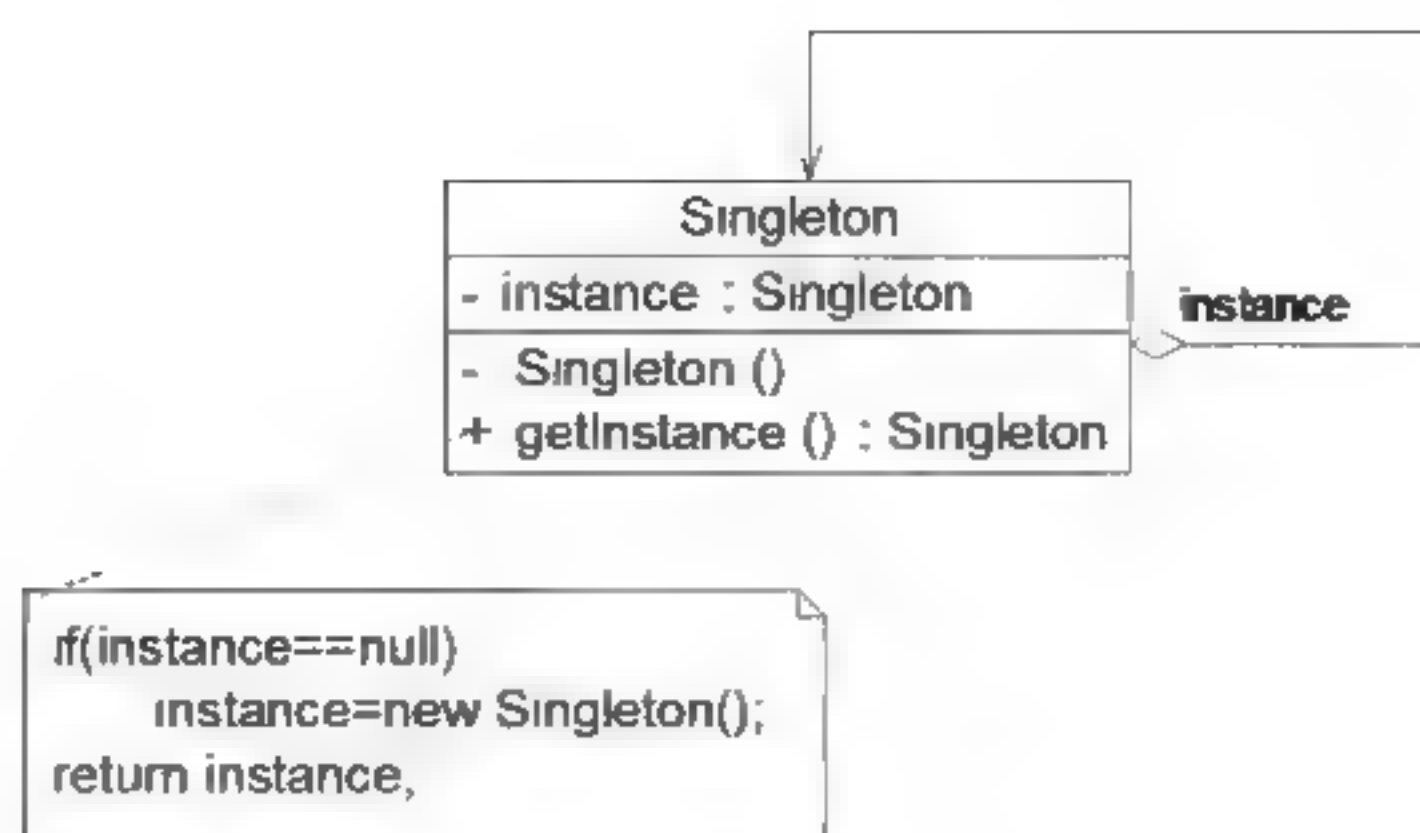 Singleton
- instance : Singleton
instance
- Singleton ()
+ getInstance () : Singleton
if(instance==null)
instance=new Singleton();
return instance,